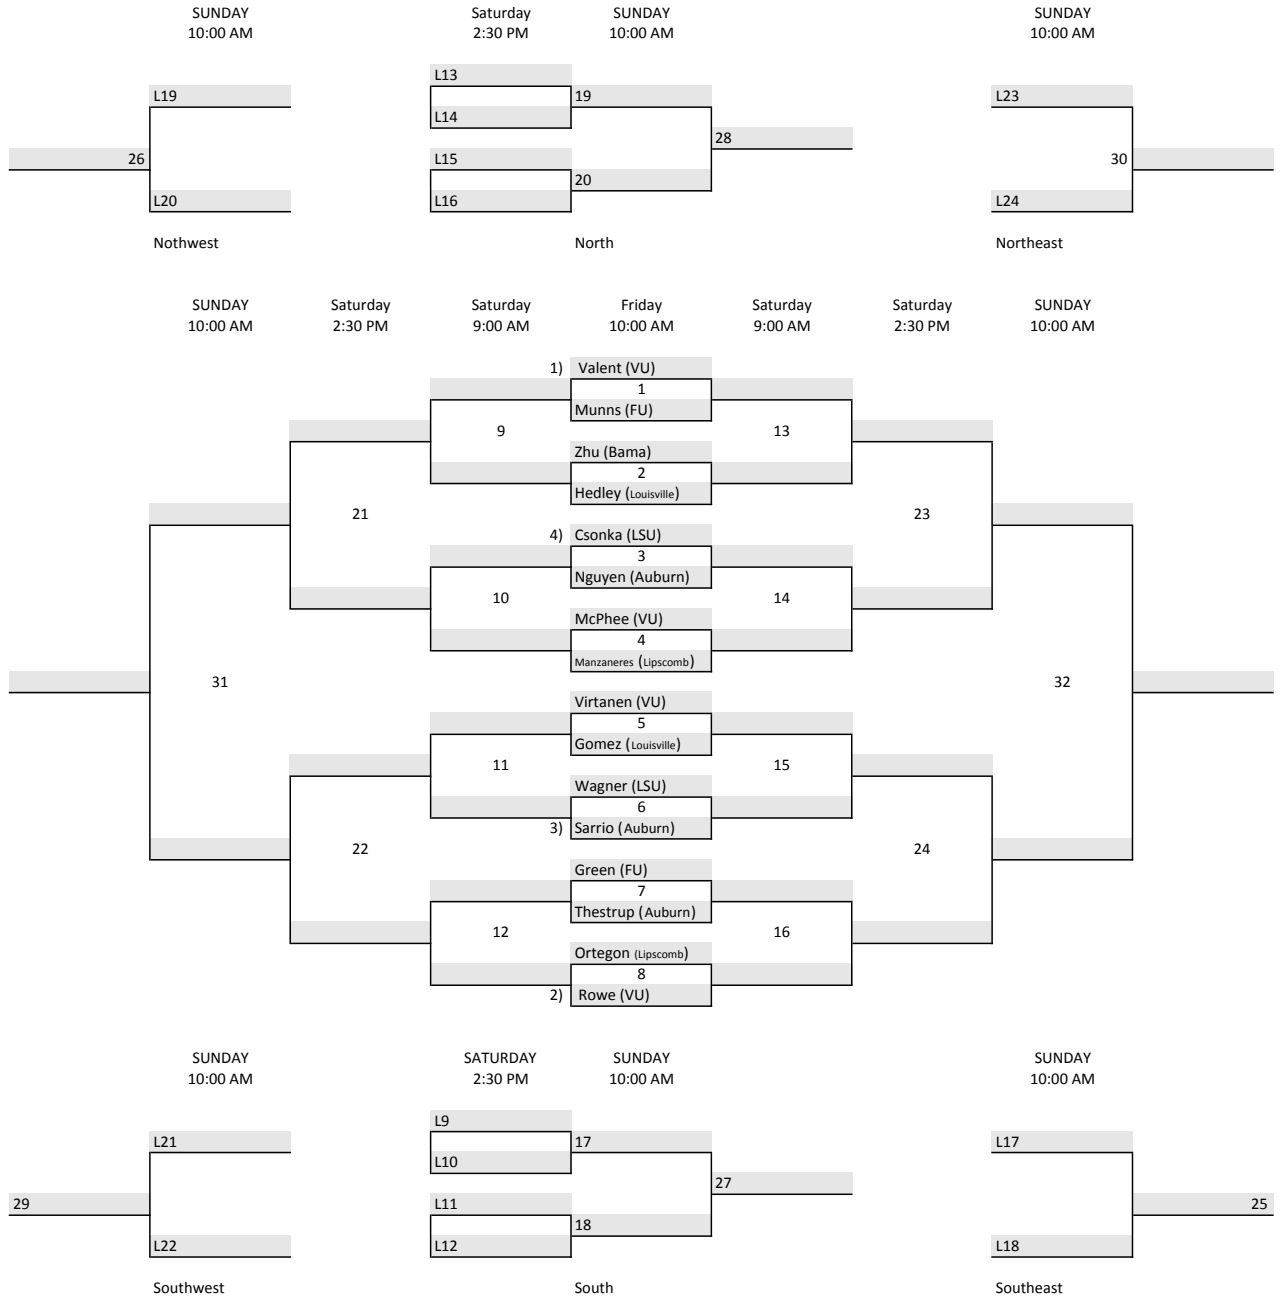 SUNDAY Saturday SUNDAY SUNDAY
10:00 AM 2:30 PM 10:00 AM 10:00 AM
L13
L19 19 L23
L14
28
26 L15 30
20
L20 L16 L24
Nothwest North Northeast
SUNDAY Saturday Saturday Friday Saturday Saturday SUNDAY
10:00 AM 2:30 PM 9:00 AM 10:00 AM 9:00 AM 2:30 PM 10:00 AM
1) Valent (VU)
1
Munns (FU)
9 13
Zhu (Bama)
2
Hedley (Louisville)
21 23
4) Csonka (LSU)
3
Nguyen (Auburn)
10 14
McPhee (VU)
4
Manzaneres (Lipscomb)
31 32
Virtanen (VU)
5
Gomez (Louisville)
11 15
Wagner (LSU)
6
3) Sarrio (Auburn)
22 24
Green (FU)
7
Thestrup (Auburn)
12 16
Ortegon (Lipscomb)
8
2) Rowe (VU)
SUNDAY SATURDAY SUNDAY SUNDAY
10:00 AM 2:30 PM 10:00 AM 10:00 AM
L9
L21 17 L17
L10
27
29 L11 25
18
L22 L12 L18
Southwest South Southeast